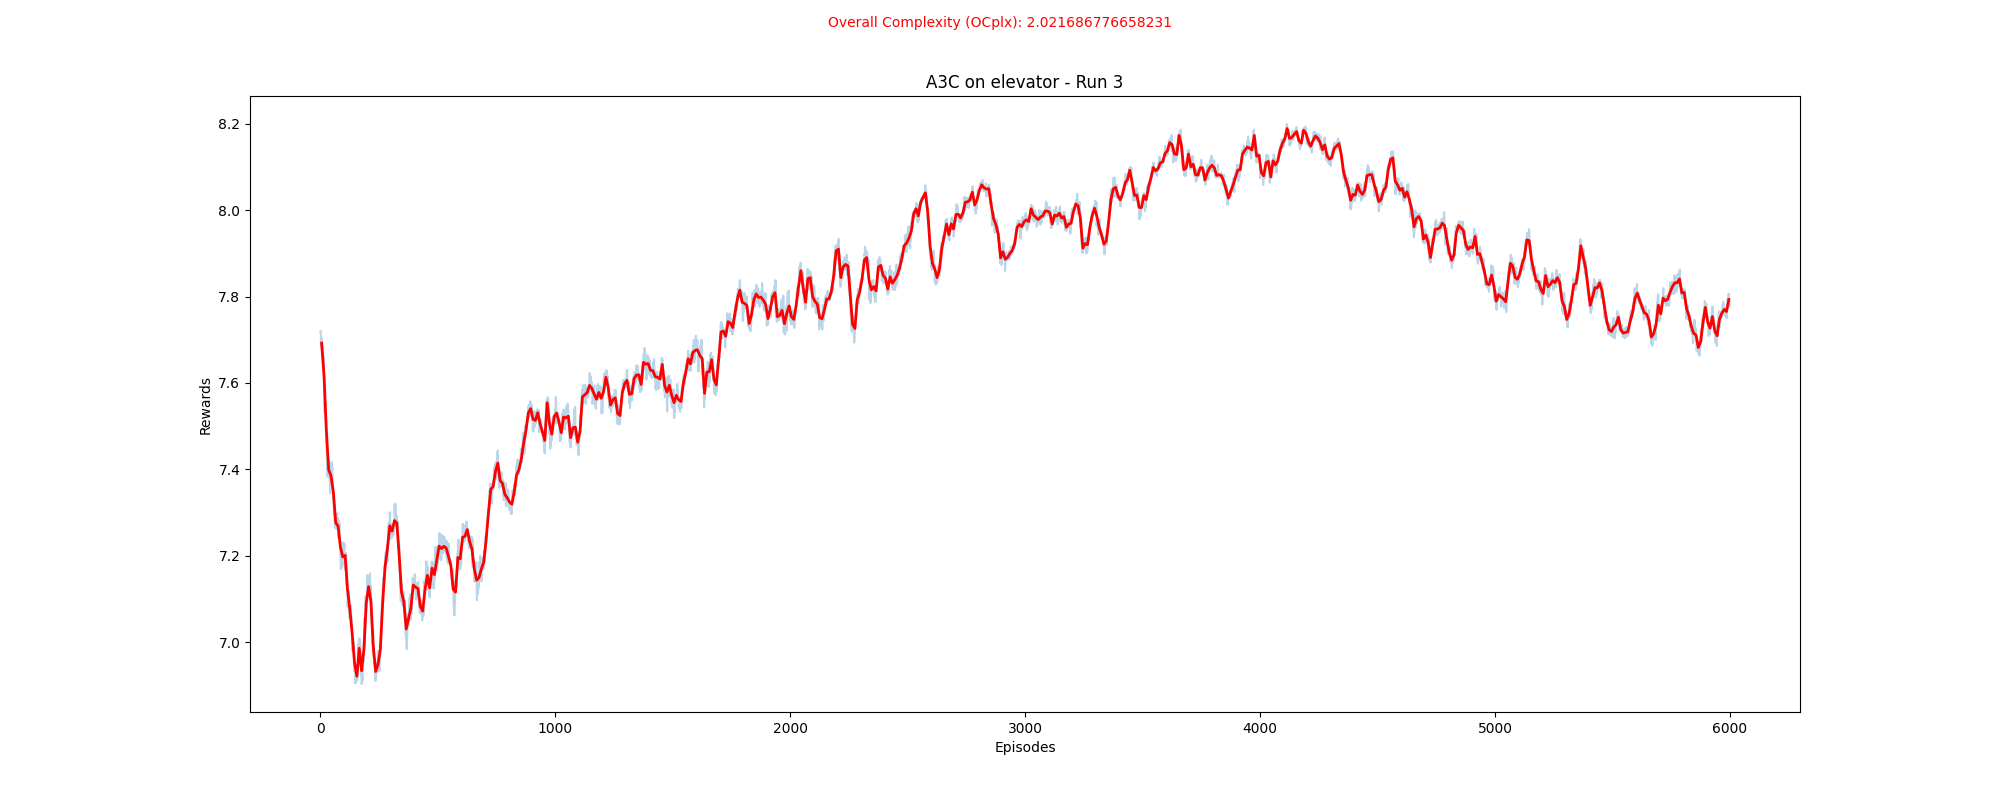 Overall Complexity (OCplx): 2.021686776658231
A3C on elevator - Run 3
8.2
8.0
7.8
7.6
7.4
7.2
7.0
Rewards
0 1000 2000 3000 4000 5000 6000
Episodes